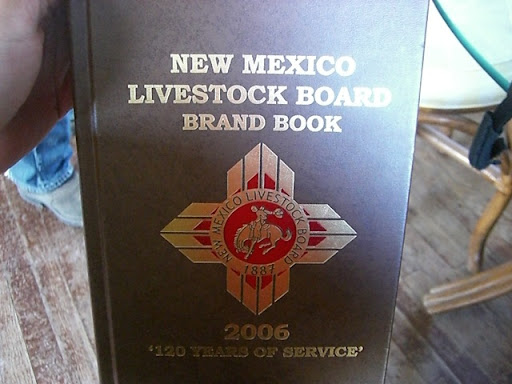 NEW MEXICO
LIVESTOCK BOARD
BRAND BOOK
NEW MEXICO LIVESTOCK BOARD
1887
2006
'120 YEARS OF SERVICE'